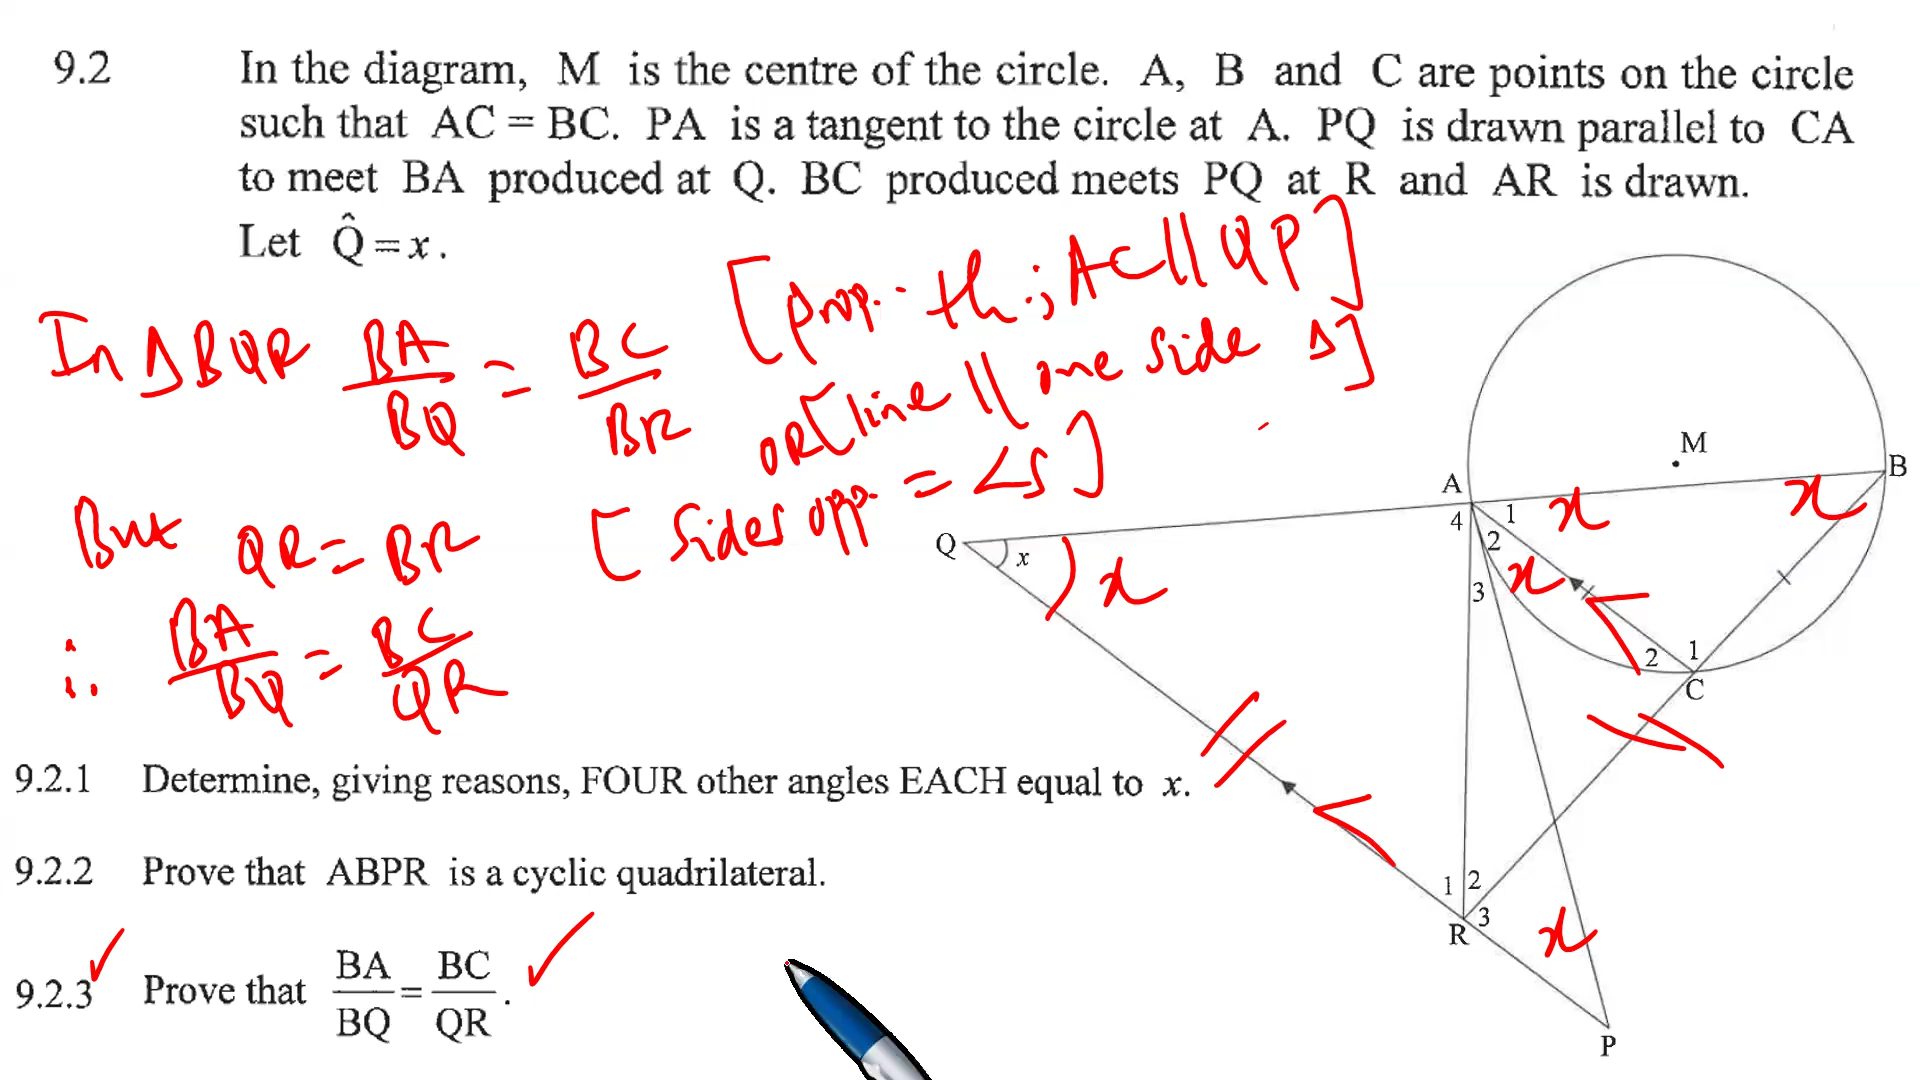 9.2 In the diagram, M is the centre of the circle. A, B and C are points on the circle
such that AC = BC. PA is a tangent to the circle at A. PQ is drawn parallel to CA
to meet BA produced at Q. BC produced meets PQ at R and AR is drawn.
Let Q̂ = x.
[prop. th; AC || QP]
In Δ BQR BA/BQ = BC/BR
OR [line || one side Δ]
But QR = BR [sides opp. = ∠s]
∴ BA/BQ = BC/QR
M
A
B
4
1
x
x
2
Q
x
x
x
3
2
1
C
9.2.1 Determine, giving reasons, FOUR other angles EACH equal to x.
9.2.2 Prove that ABPR is a cyclic quadrilateral.
1
2
3
R
x
9.2.3 Prove that BA/BQ = BC/QR.
P